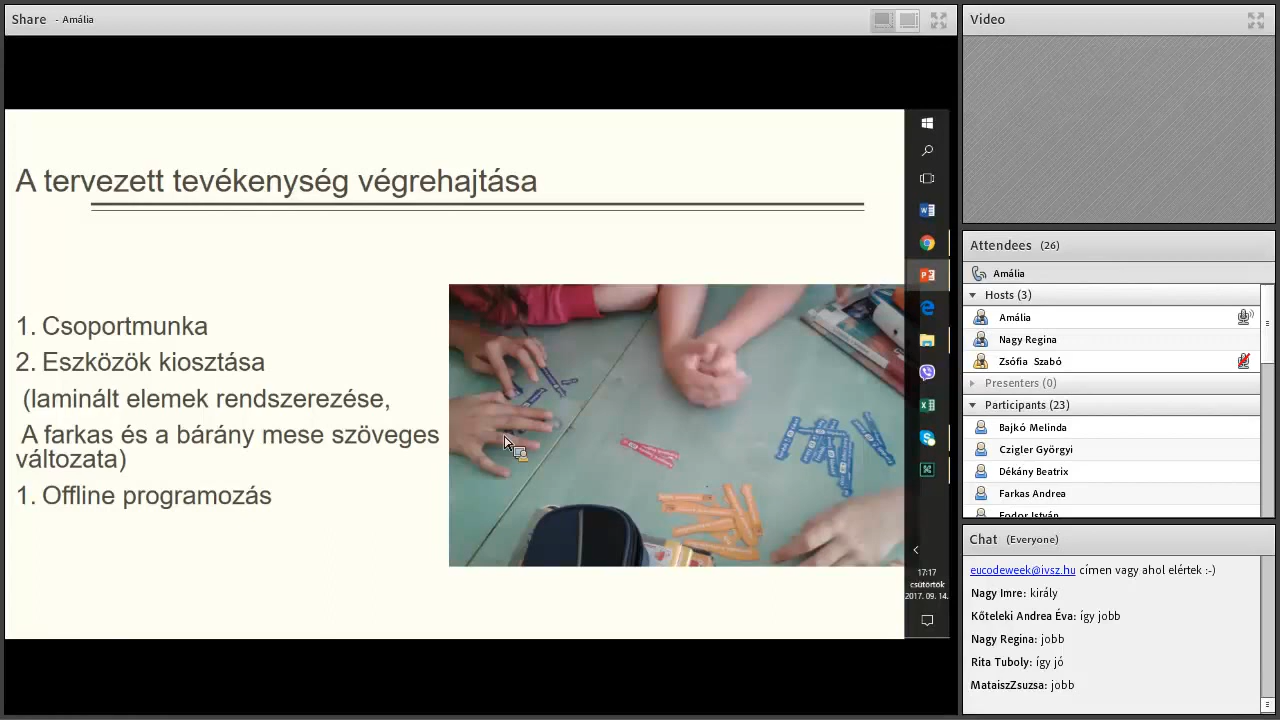 Share - Amália
A tervezett tevékenység végrehajtása
1. Csoportmunka
2. Eszközök kiosztása
(laminált elemek rendszerezése,
A farkas és a bárány mese szöveges
változata)
1. Offline programozás
17:17
csütörtök
2017. 09. 14.
Video
Attendees (26)
Amália
Hosts (3)
Amália
Nagy Regina
Zsófia Szabó
Presenters (0)
Participants (23)
Bajkó Melinda
Czigler Györgyi
Dékány Beatrix
Farkas Andrea
Fodor István
Chat (Everyone)
eucodeweek@ivsz.hu címen vagy ahol elértek :-)
Nagy Imre: király
Kőteleki Andrea Éva: így jobb
Nagy Regina: jobb
Rita Tuboly: így jó
MataiszZsuzsa: jobb